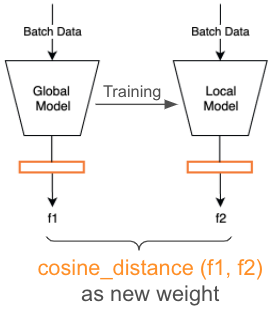 Batch Data
Batch Data
Global
Model
Training
Local
Model
f1
f2
cosine_distance (f1, f2)
as new weight